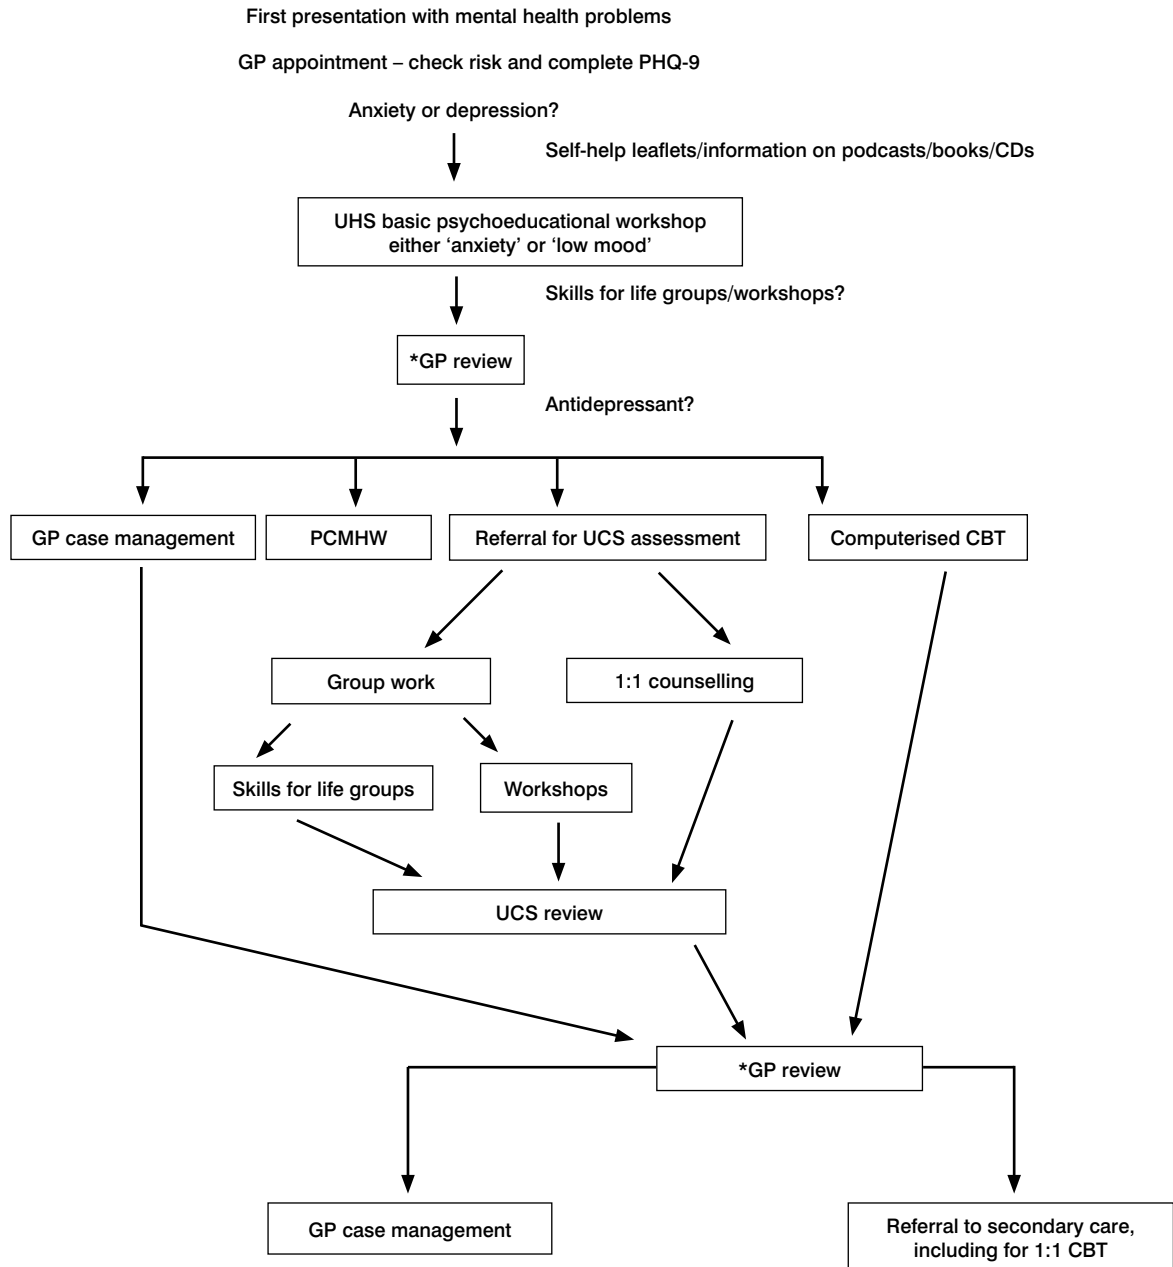 First presentation with mental health problems
GP appointment – check risk and complete PHQ-9
Anxiety or depression?
Self-help leaflets/information on podcasts/books/CDs
UHS basic psychoeducational workshop
either ‘anxiety’ or ‘low mood’
Skills for life groups/workshops?
*GP review
Antidepressant?
GP case management
PCMHW
Referral for UCS assessment
Computerised CBT
Group work
1:1 counselling
Skills for life groups
Workshops
UCS review
*GP review
GP case management
Referral to secondary care,
including for 1:1 CBT